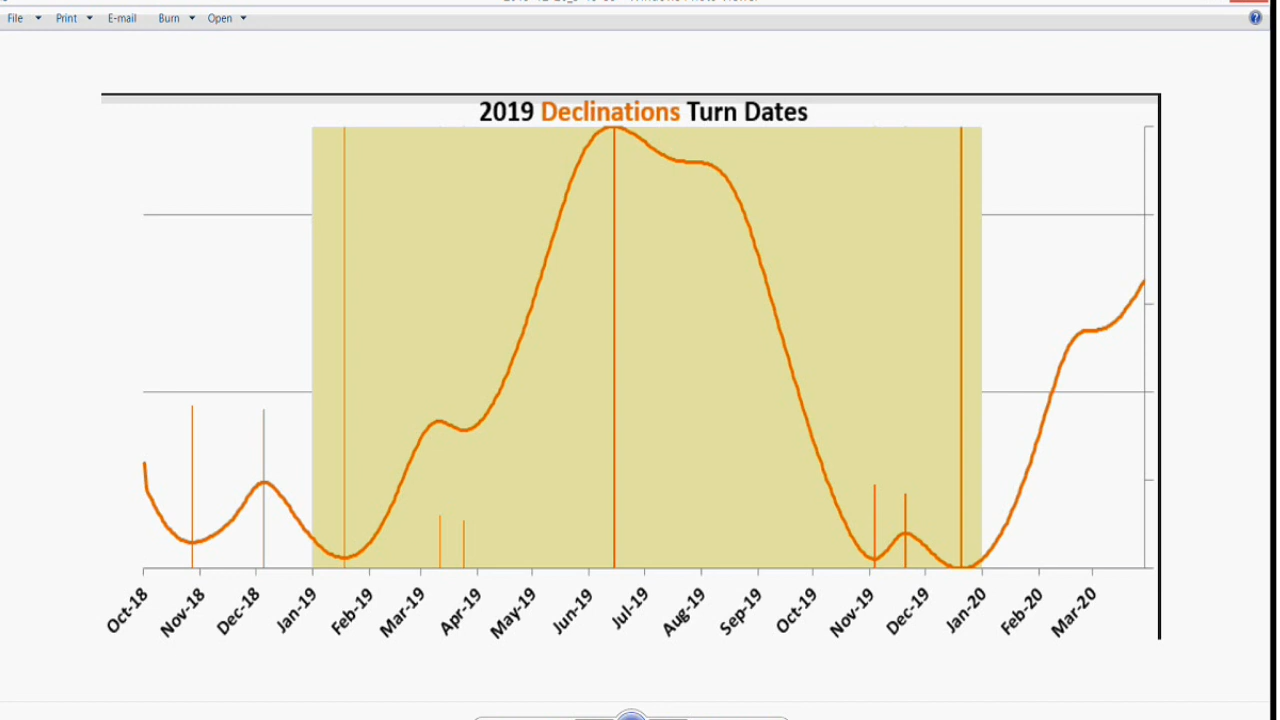 File Print E-mail Burn Open
2019 Declinations Turn Dates
Oct-18 Nov-18 Dec-18 Jan-19 Feb-19 Mar-19 Apr-19 May-19 Jun-19 Jul-19 Aug-19 Sep-19 Oct-19 Nov-19 Dec-19 Jan-20 Feb-20 Mar-20